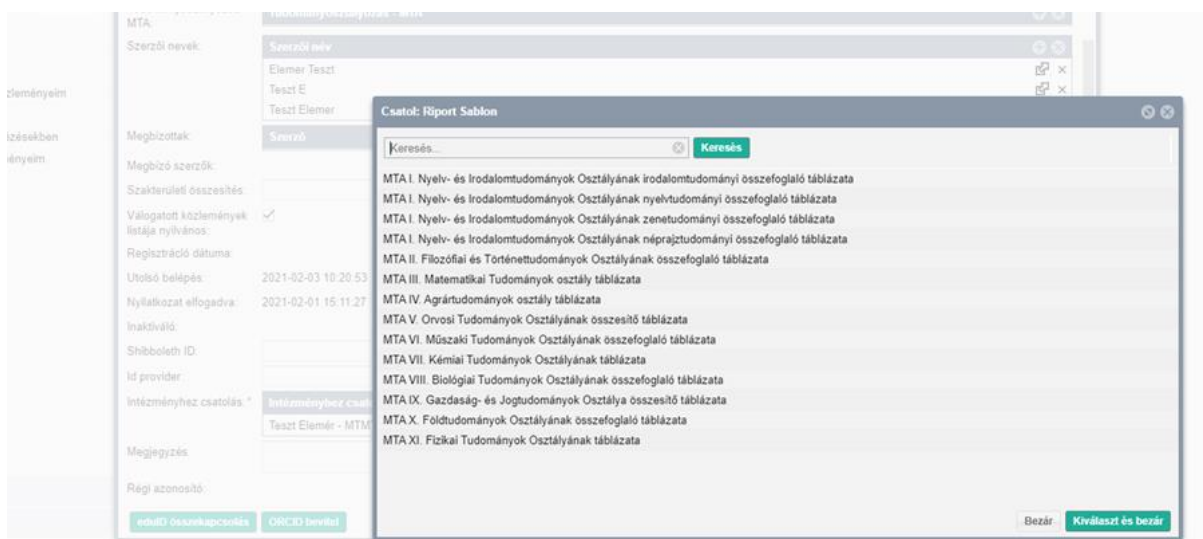 MTA:
Tudományosztályozás - MTA
Szerzői nevek:
Szerzői név
Elemer Teszt
Teszt E
Teszt Elemer
zleményeim
Megbízottak:
Szerző
ézésekben
Megbízó szerzők:
ényeim
Szakterületi összesítés:
Válogatott közlemények
listája nyilvános:
Regisztráció dátuma:
Utolsó belépés:
2021-02-03 10:20:53
Nyilatkozat elfogadva:
2021-02-01 15:11:27
Inaktiváló:
Shibboleth ID:
Id provider:
Intézményhez csatolás: *
Intézményhez csato
Teszt Elemér - MTM
Megjegyzés:
Régi azonosító:
eduID összekapcsolás
ORCID bevitel
Csatol: Riport Sablon
Keresés...
Keresés
MTA I. Nyelv- és Irodalomtudományok Osztályának irodalomtudományi összefoglaló táblázata
MTA I. Nyelv- és Irodalomtudományok Osztályának nyelvtudományi összefoglaló táblázata
MTA I. Nyelv- és Irodalomtudományok Osztályának zenetudományi összefoglaló táblázata
MTA I. Nyelv- és Irodalomtudományok Osztályának néprajztudományi összefoglaló táblázata
MTA II. Filozófiai és Történettudományok Osztályának összefoglaló táblázata
MTA III. Matematikai Tudományok osztály táblázata
MTA IV. Agrártudományok osztály táblázata
MTA V. Orvosi Tudományok Osztályának összesítő táblázata
MTA VI. Műszaki Tudományok Osztályának összefoglaló táblázata
MTA VII. Kémiai Tudományok Osztályának táblázata
MTA VIII. Biológiai Tudományok Osztályának összefoglaló táblázata
MTA IX. Gazdaság- és Jogtudományok Osztálya összesítő táblázata
MTA X. Földtudományok Osztályának összefoglaló táblázata
MTA XI. Fizikai Tudományok Osztályának táblázata
Bezár
Kiválaszt és bezár